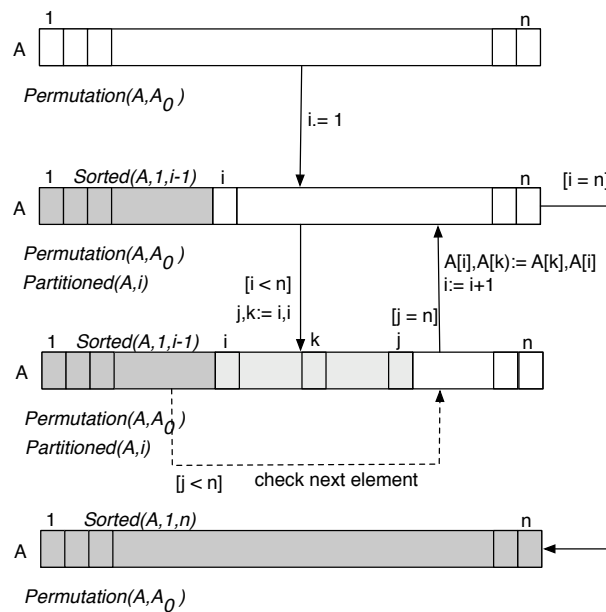 1 n
A
Permutation(A,A0 )
i.= 1
1 Sorted(A,1,i-1) i n [i = n]
A
Permutation(A,A0 )
Partitioned(A,i)
A[i],A(k):= A[k],A[i]
i:= i+1
[i < n]
j,k:= i,i
[j = n]
1 Sorted(A,1,i-1) i k j n
A
Permutation(A,A0 )
Partitioned(A,i)
[j < n] check next element
1 Sorted(A,1,n) n
A
Permutation(A,A0 )